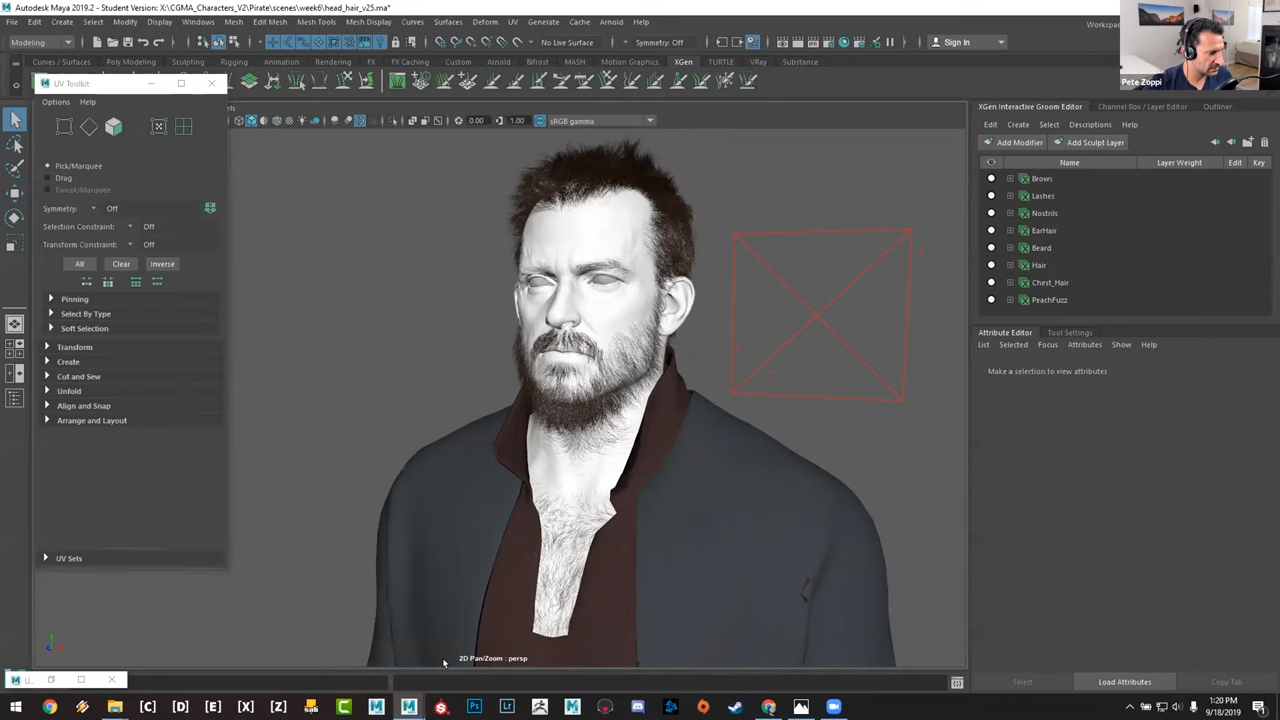 Autodesk Maya 2019.2 - Student Version: X:\CGMA_Characters_V2\Pirate\scenes\week6\head_hair_v25.ma*
File Edit Create Select Modify Display Windows Mesh Edit Mesh Mesh Tools Mesh Display Curves Surfaces Deform UV Generate Cache Arnold Help
Modeling No Live Surface Symmetry: Off Sign In
Pete Zoppi
Curves / Surfaces Poly Modeling Sculpting Rigging Animation Rendering FX FX Caching Custom Arnold Bifrost MASH Motion Graphics XGen TURTLE VRay Substance
UV Toolkit
Options Help
0.00 1.00 sRGB gamma
Pick/Marquee
Drag
Tweak/Marquee
Symmetry: Off
Selection Constraint: Off
Transform Constraint: Off
All Clear Inverse
Pinning
Select By Type
Soft Selection
Transform
Create
Cut and Sew
Unfold
Align and Snap
Arrange and Layout
UV Sets
2D Pan/Zoom : persp
XGen Interactive Groom Editor Channel Box / Layer Editor Outliner
Edit Create Select Descriptions Help
Add Modifier Add Sculpt Layer
Name Layer Weight Edit Key
Brows
Lashes
Nostrils
EarHair
Beard
Hair
Chest_Hair
PeachFuzz
Attribute Editor Tool Settings
List Selected Focus Attributes Show Help
Make a selection to view attributes
Select Load Attributes Copy Tab
1:20 PM
9/18/2019